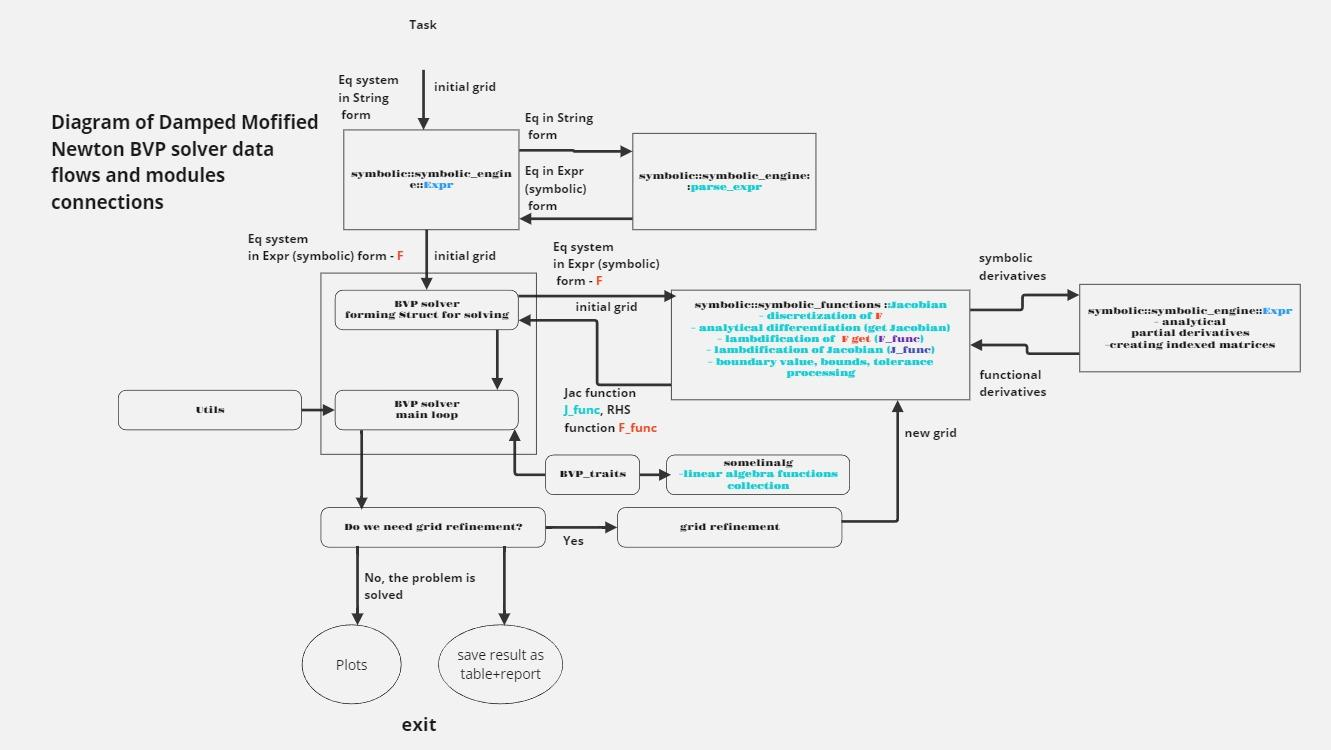 Task
Eq system
in String
form
initial grid
Diagram of Damped Mofified
Newton BVP solver data
flows and modules
connections
symbolic::symbolic_engin
e::Expr
Eq in String
form
Eq in Expr
(symbolic)
form
symbolic::symbolic_engine:
:parse_expr
Eq system
in Expr (symbolic) form - F
initial grid
Eq system
in Expr (symbolic)
form - F
initial grid
BVP solver
forming Struct for solving
symbolic::symbolic_functions ::Jacobian
- discretization of F
- analytical differentiation (get Jacobian)
- lambdification of F get (F_func)
- lambdification of Jacobian (J_func)
- boundary value, bounds, tolerance
processing
symbolic
derivatives
symbolic::symbolic_engine::Expr
- analytical
partial derivatives
-creating indexed matrices
functional
derivatives
Jac function
J_func, RHS
function F_func
Utils
BVP solver
main loop
new grid
BVP_traits
somelinalg
-linear algebra functions
collection
Do we need grid refinement?
Yes
grid refinement
No, the problem is
solved
Plots
save result as
table+report
exit